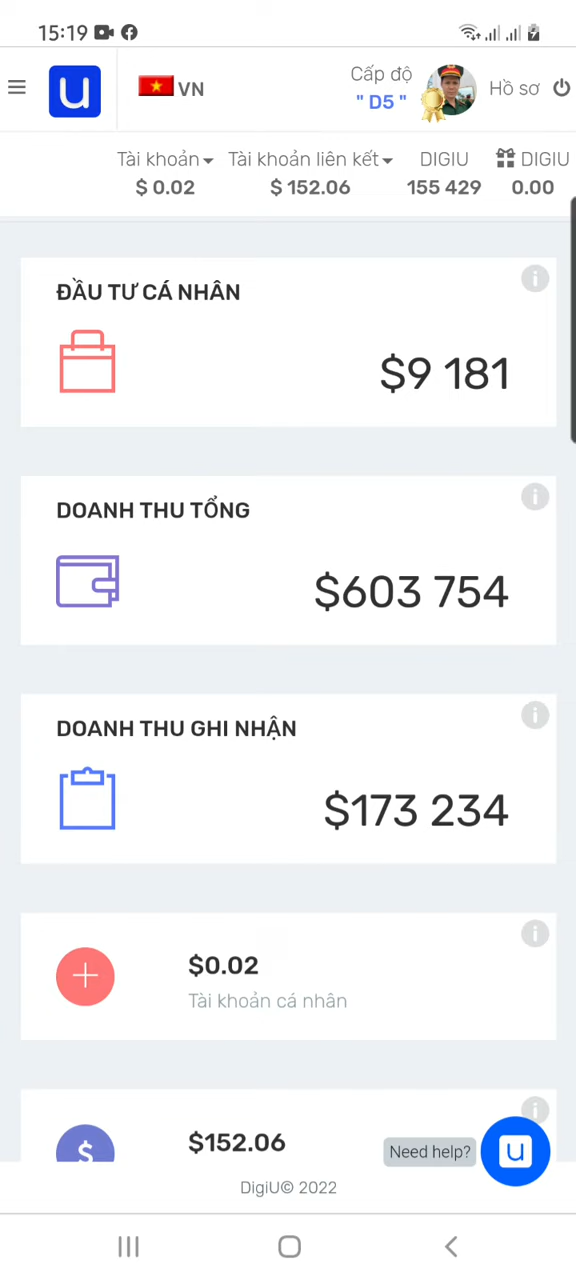 15:19
VN
Cấp độ
" D5 "
Hồ sơ
Tài khoản
$ 0.02
Tài khoản liên kết
$ 152.06
DIGIU
155 429
DIGIU
0.00
ĐẦU TƯ CÁ NHÂN
$9 181
DOANH THU TỔNG
$603 754
DOANH THU GHI NHẬN
$173 234
$0.02
Tài khoản cá nhân
$152.06
Need help?
DigiU© 2022